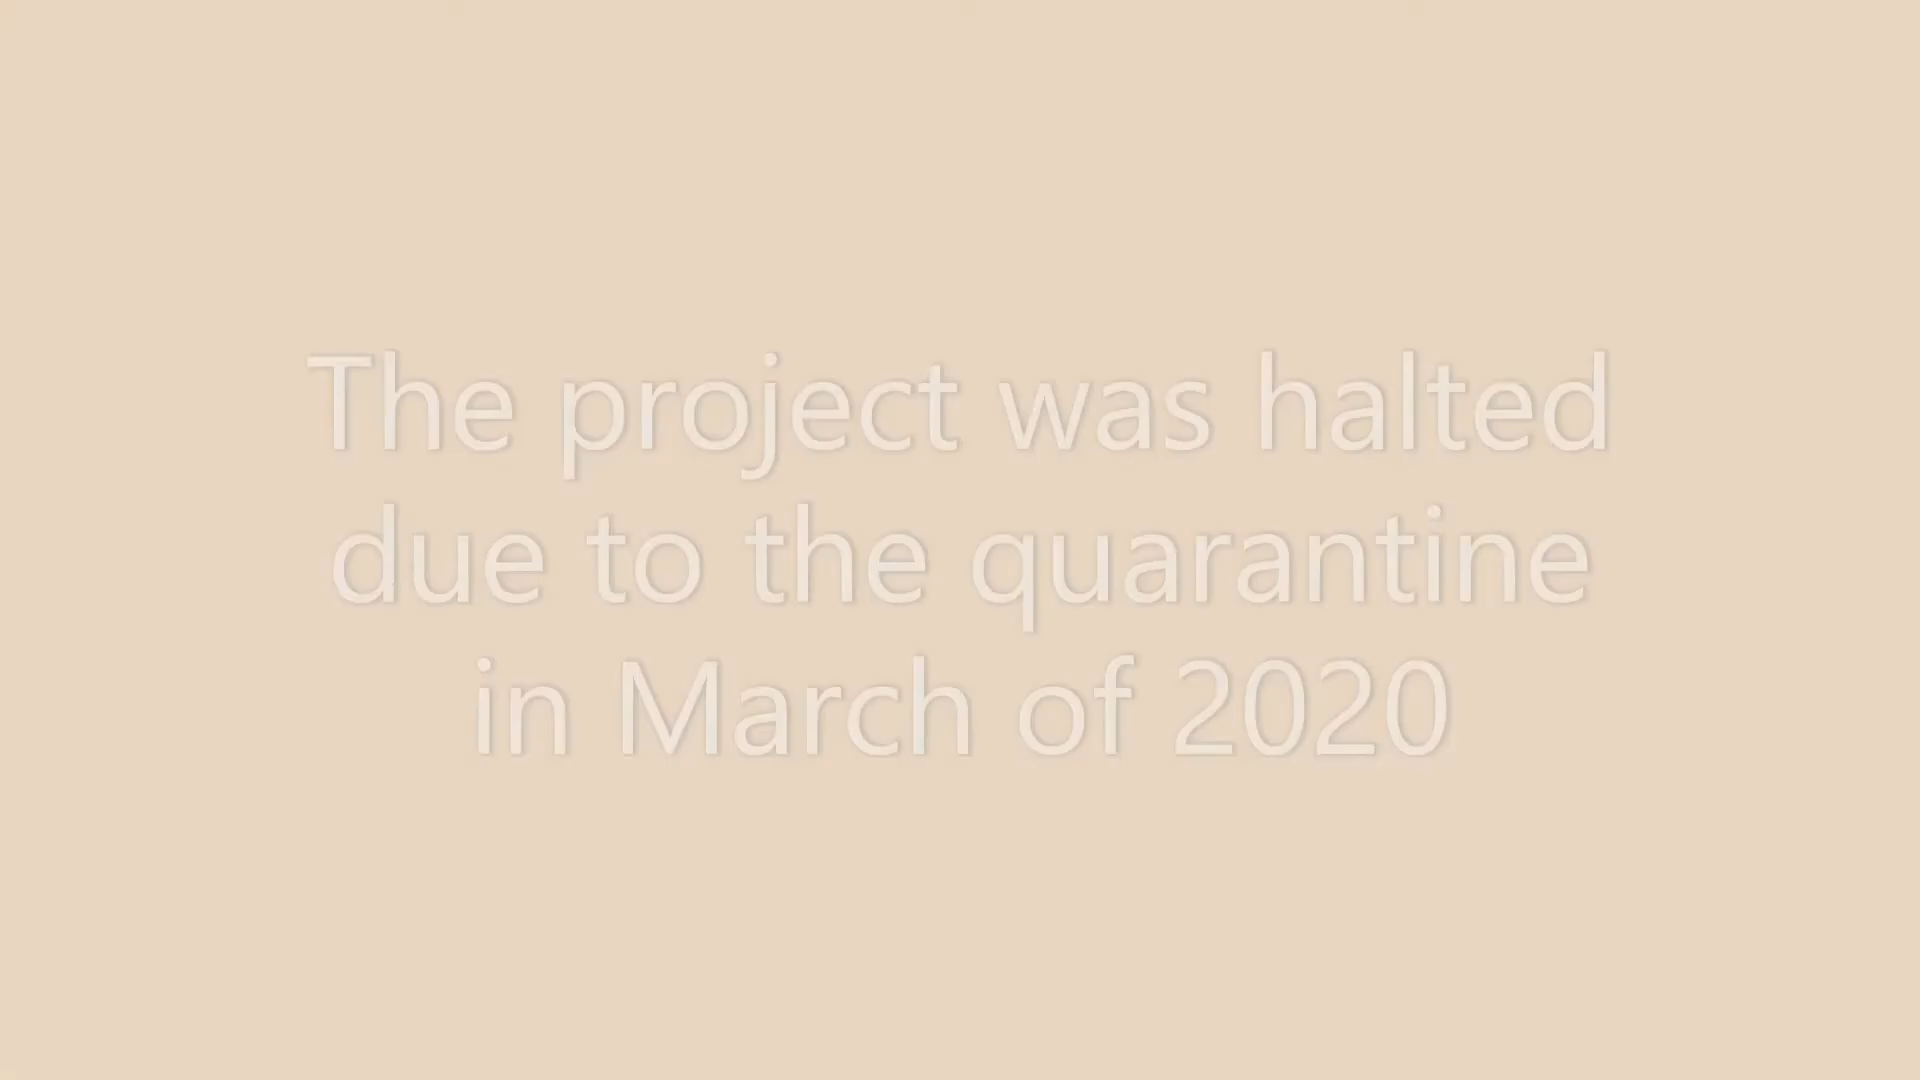 The project was halted
due to the quarantine
in March of 2020